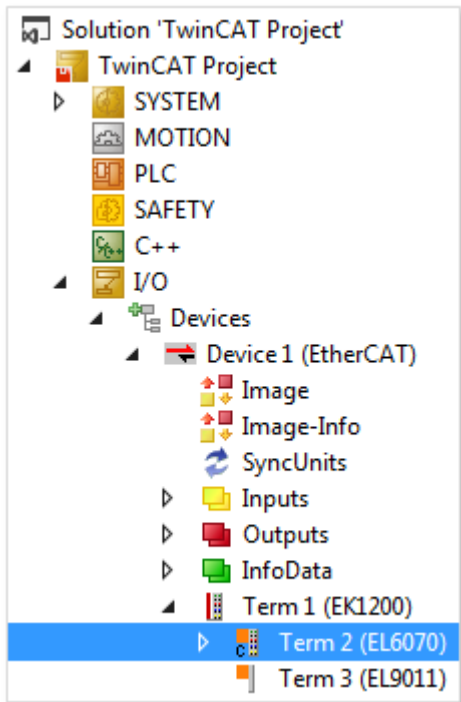 Solution 'TwinCAT Project'
TwinCAT Project
SYSTEM
MOTION
PLC
SAFETY
C++
I/O
Devices
Device 1 (EtherCAT)
Image
Image-Info
SyncUnits
Inputs
Outputs
InfoData
Term 1 (EK1200)
Term 2 (EL6070)
Term 3 (EL9011)